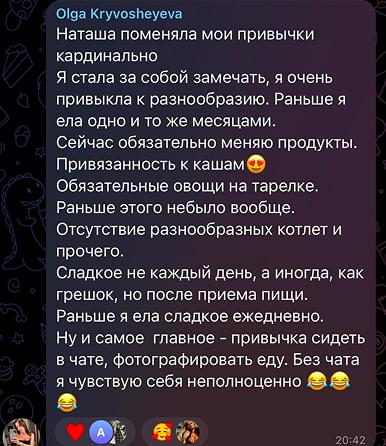 Olga Kryvosheyeva
Наташа поменяла мои привычки
кардинально
Я стала за собой замечать, я очень
привыкла к разнообразию. Раньше я
ела одно и то же месяцами.
Сейчас обязательно меняю продукты.
Привязанность к кашам😍
Обязательные овощи на тарелке.
Раньше этого небыло вообще.
Отсутствие разнообразных котлет и
прочего.
Сладкое не каждый день, а иногда, как
грешок, но после приема пищи.
Раньше я ела сладкое ежедневно.
Ну и самое  главное - привычка сидеть
в чате, фотографировать еду. Без чата
я чувствую себя неполноценно 😂😂
😂
A
20:42